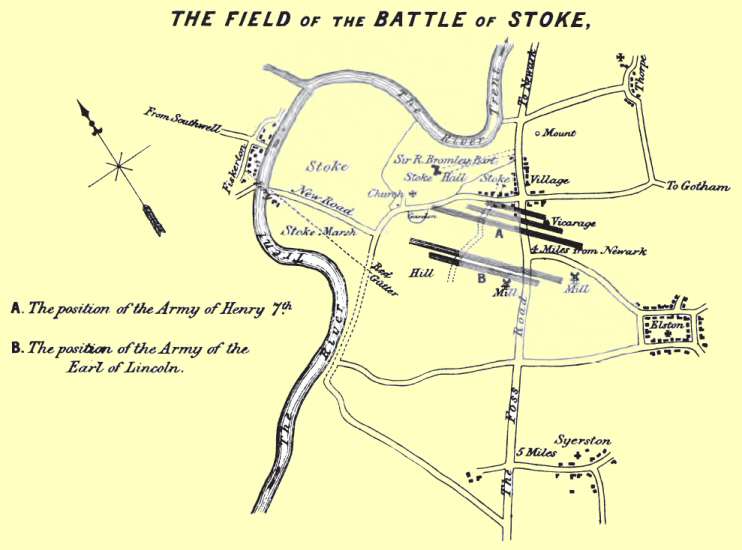 THE FIELD OF THE BATTLE OF STOKE,
The River Trent
To Newark
Thorpe
From Southwell
Fiskerton
Mount
Stoke
Sir R. Bromley Bart
Stoke Hall
Stoke
Village
To Gotham
Church
New Road
River
Trent
Stoke Marsh
A
Vicarage
4 Miles from Newark
Red Gutter
Hill
B
Mill
Mill
A. The position of the Army of Henry 7th
B. The position of the Army of the
Earl of Lincoln.
Elston
The River
The Foss Road
Syerston
5 Miles